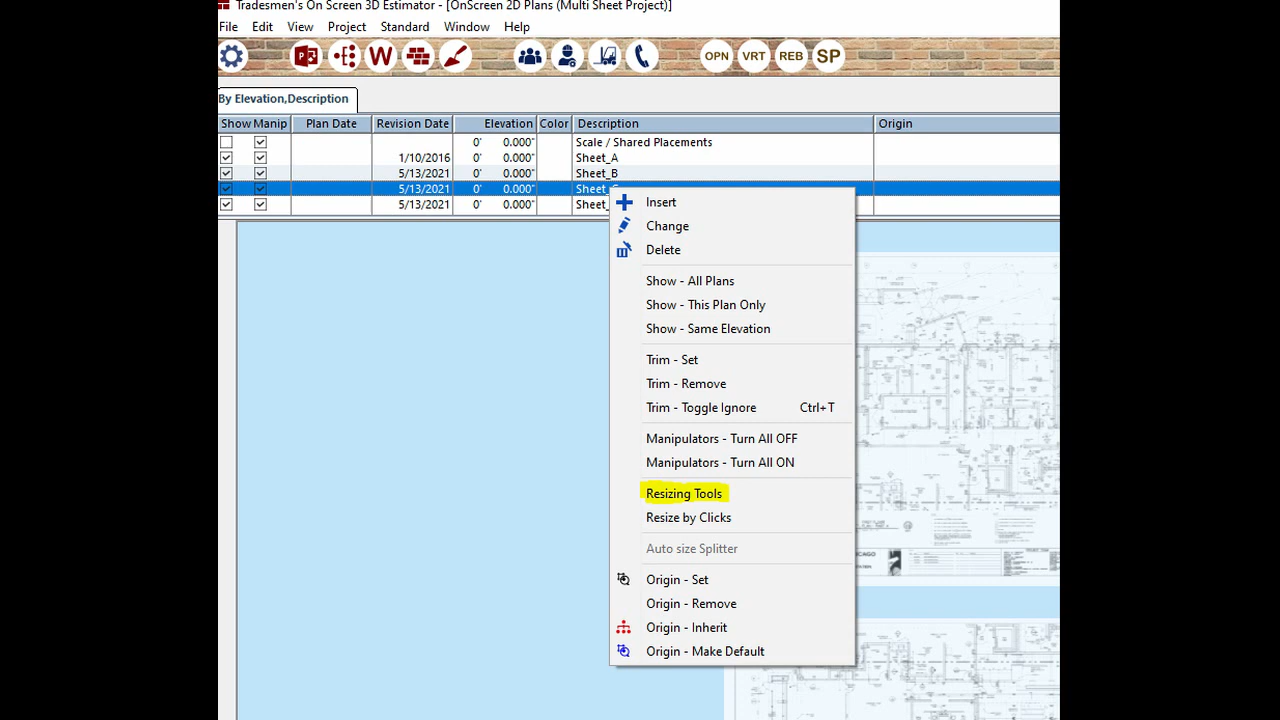 Tradesmen's On Screen 3D Estimator - [OnScreen 2D Plans (Multi Sheet Project)]
File Edit View Project Standard Window Help
P W OPN VRT REB SP
By Elevation,Description
Show Manip Plan Date Revision Date Elevation Color Description Origin
0' 0.000" Scale / Shared Placements
1/10/2016 0' 0.000" Sheet_A
5/13/2021 0' 0.000" Sheet_B
5/13/2021 0' 0.000" Sheet_
5/13/2021 0' 0.000" Sheet_
Insert
Change
Delete
Show - All Plans
Show - This Plan Only
Show - Same Elevation
Trim - Set
Trim - Remove
Trim - Toggle Ignore Ctrl+T
Manipulators - Turn All OFF
Manipulators - Turn All ON
Resizing Tools
Resize by Clicks
Auto size Splitter
Origin - Set
Origin - Remove
Origin - Inherit
Origin - Make Default